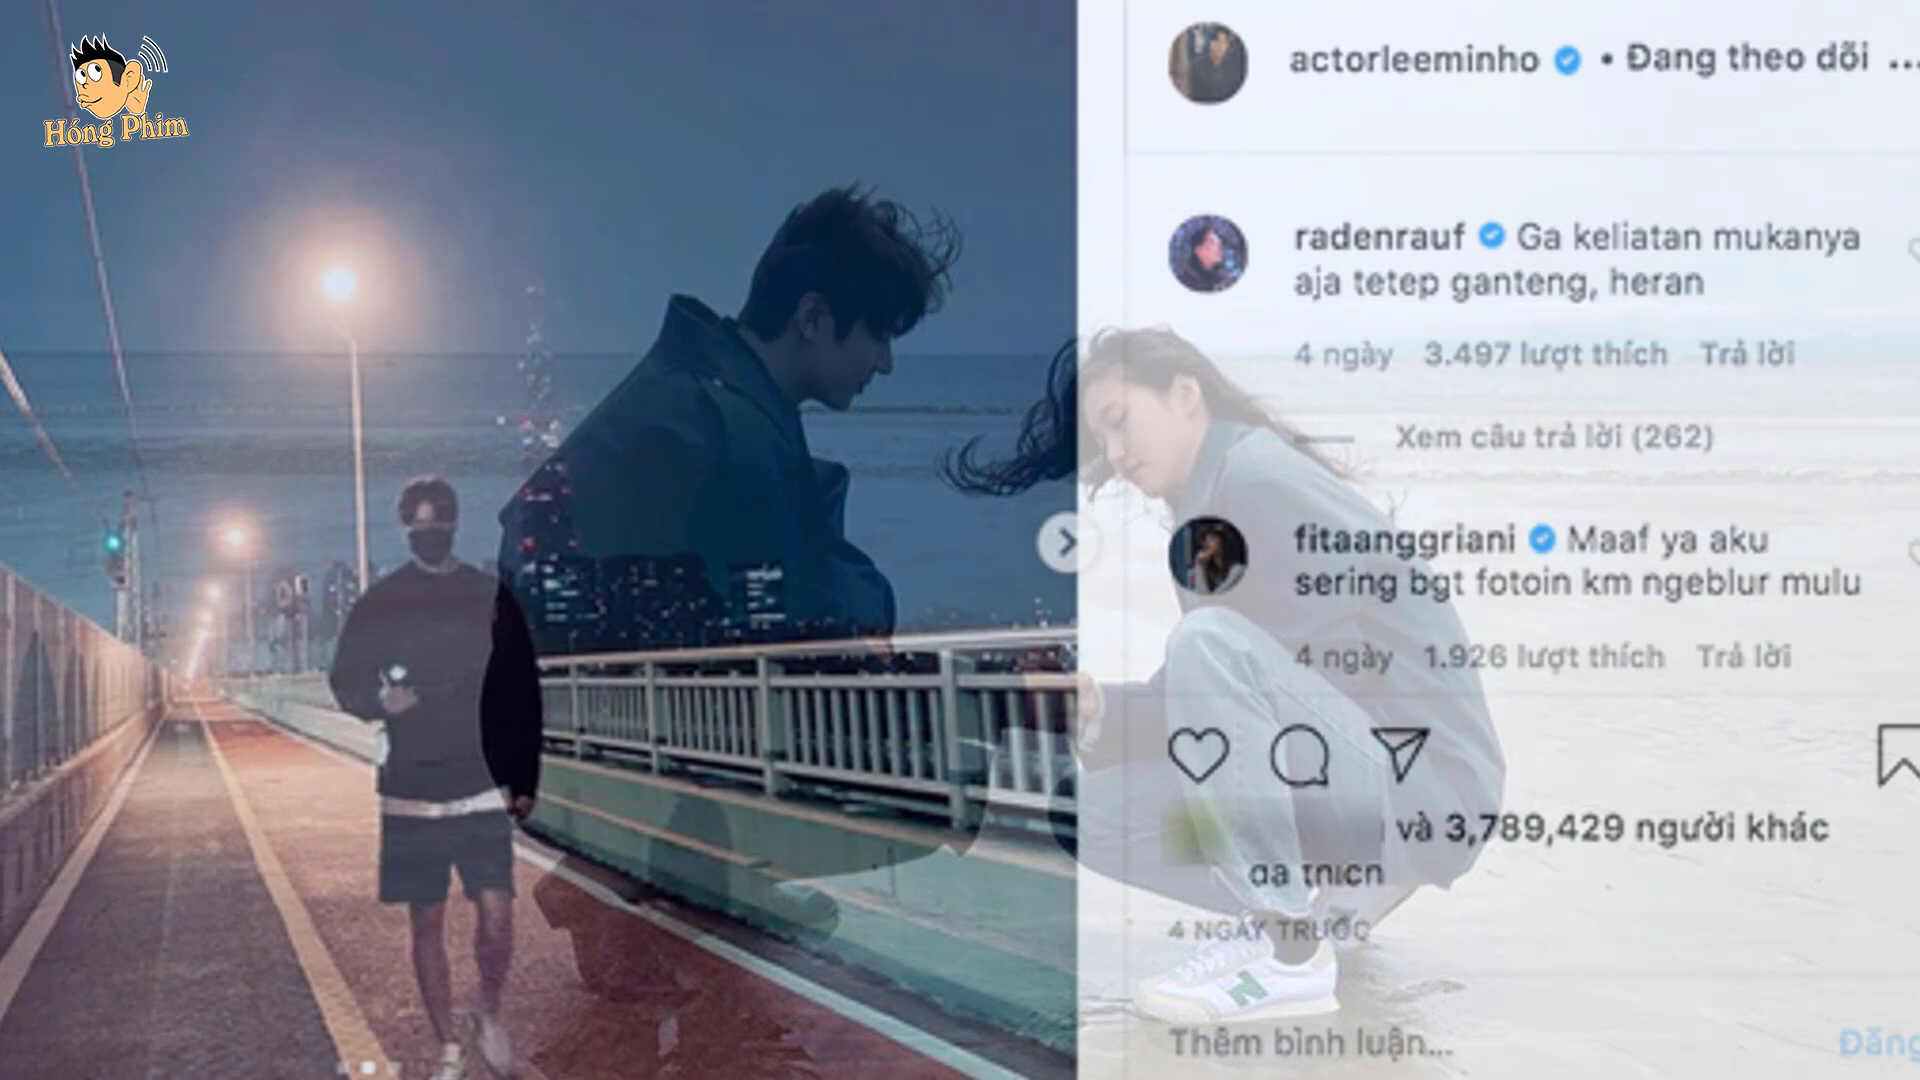 Hóng Phim
actorleeminho • Đang theo dõi ...
radenrauf Ga keliatan mukanya
aja tetep ganteng, heran
4 ngày 3.497 lượt thích Trả lời
Xem câu trả lời (262)
fitaanggriani Maaf ya aku
sering bgt fotoin km ngeblur mulu
4 ngày 1.926 lượt thích Trả lời
và 3,789,429 người khác
4 NGÀY TRƯỚC
Thêm bình luận...
Đăng